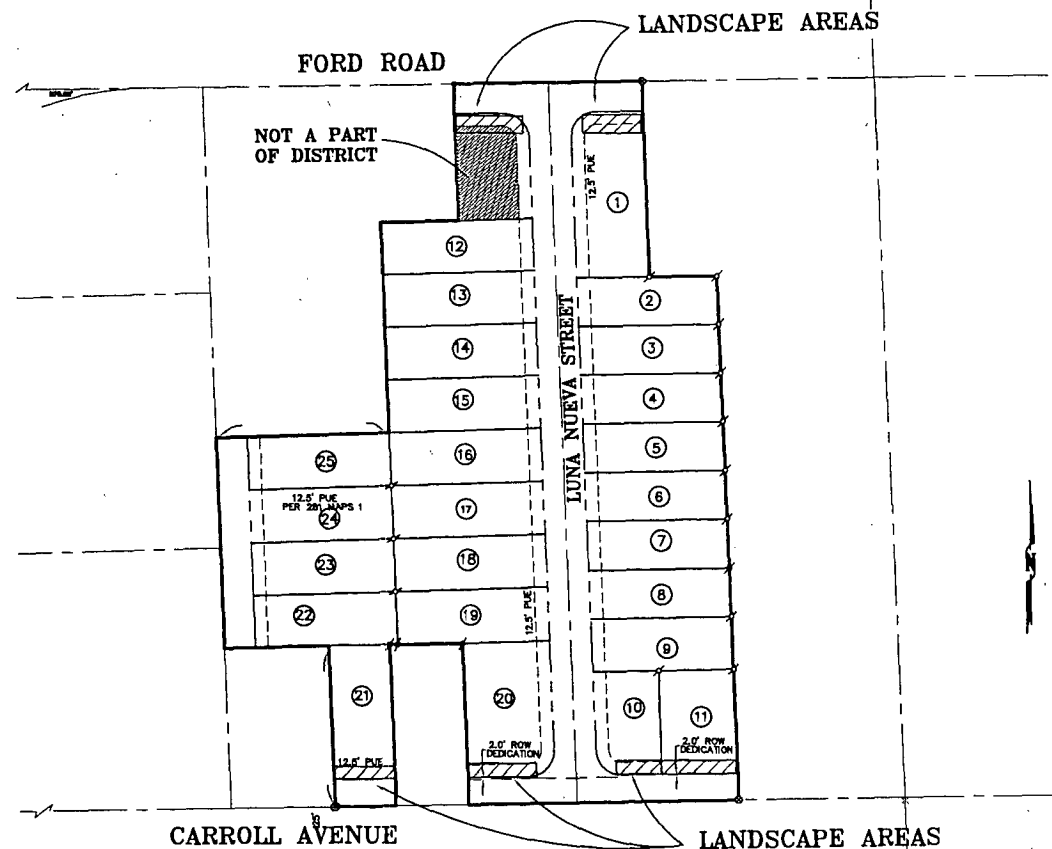 LANDSCAPE AREAS
FORD ROAD
NOT A PART
OF DISTRICT
12.5' PUE
1
12
2
13
3
14
LUNA NUEVA STREET
4
15
5
16
25
6
12.5' PUE
PER 281 MAPS 1
24
17
7
18
23
8
12.5' PUE
22
19
9
21
20
10
11
2.0' ROW
DEDICATION
2.0' ROW
DEDICATION
12.5' PUE
N
CARROLL AVENUE
LANDSCAPE AREAS